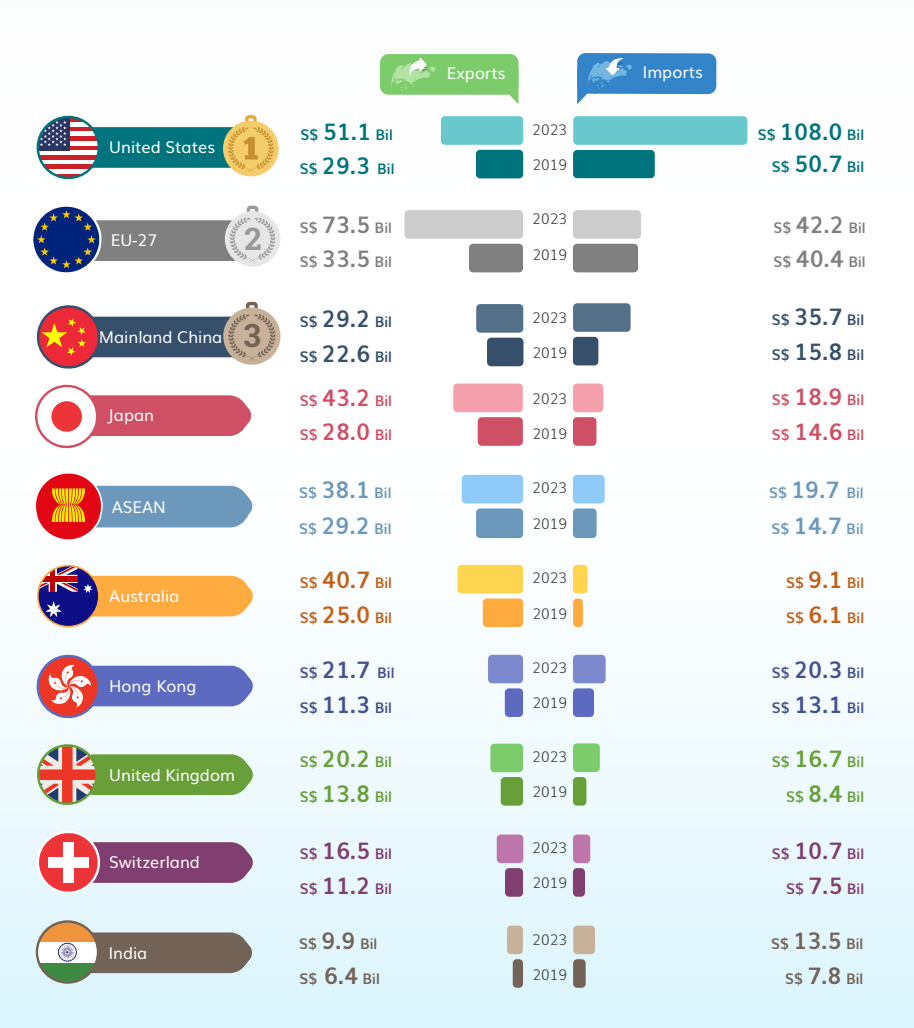 Exports
Imports
United States
1
S$ 51.1 Bil
2023
S$ 108.0 Bil
S$ 29.3 Bil
2019
S$ 50.7 Bil
EU-27
2
S$ 73.5 Bil
2023
S$ 42.2 Bil
S$ 33.5 Bil
2019
S$ 40.4 Bil
Mainland China
3
S$ 29.2 Bil
2023
S$ 35.7 Bil
S$ 22.6 Bil
2019
S$ 15.8 Bil
Japan
S$ 43.2 Bil
2023
S$ 18.9 Bil
S$ 28.0 Bil
2019
S$ 14.6 Bil
ASEAN
S$ 38.1 Bil
2023
S$ 19.7 Bil
S$ 29.2 Bil
2019
S$ 14.7 Bil
Australia
S$ 40.7 Bil
2023
S$ 9.1 Bil
S$ 25.0 Bil
2019
S$ 6.1 Bil
Hong Kong
S$ 21.7 Bil
2023
S$ 20.3 Bil
S$ 11.3 Bil
2019
S$ 13.1 Bil
United Kingdom
S$ 20.2 Bil
2023
S$ 16.7 Bil
S$ 13.8 Bil
2019
S$ 8.4 Bil
Switzerland
S$ 16.5 Bil
2023
S$ 10.7 Bil
S$ 11.2 Bil
2019
S$ 7.5 Bil
India
S$ 9.9 Bil
2023
S$ 13.5 Bil
S$ 6.4 Bil
2019
S$ 7.8 Bil